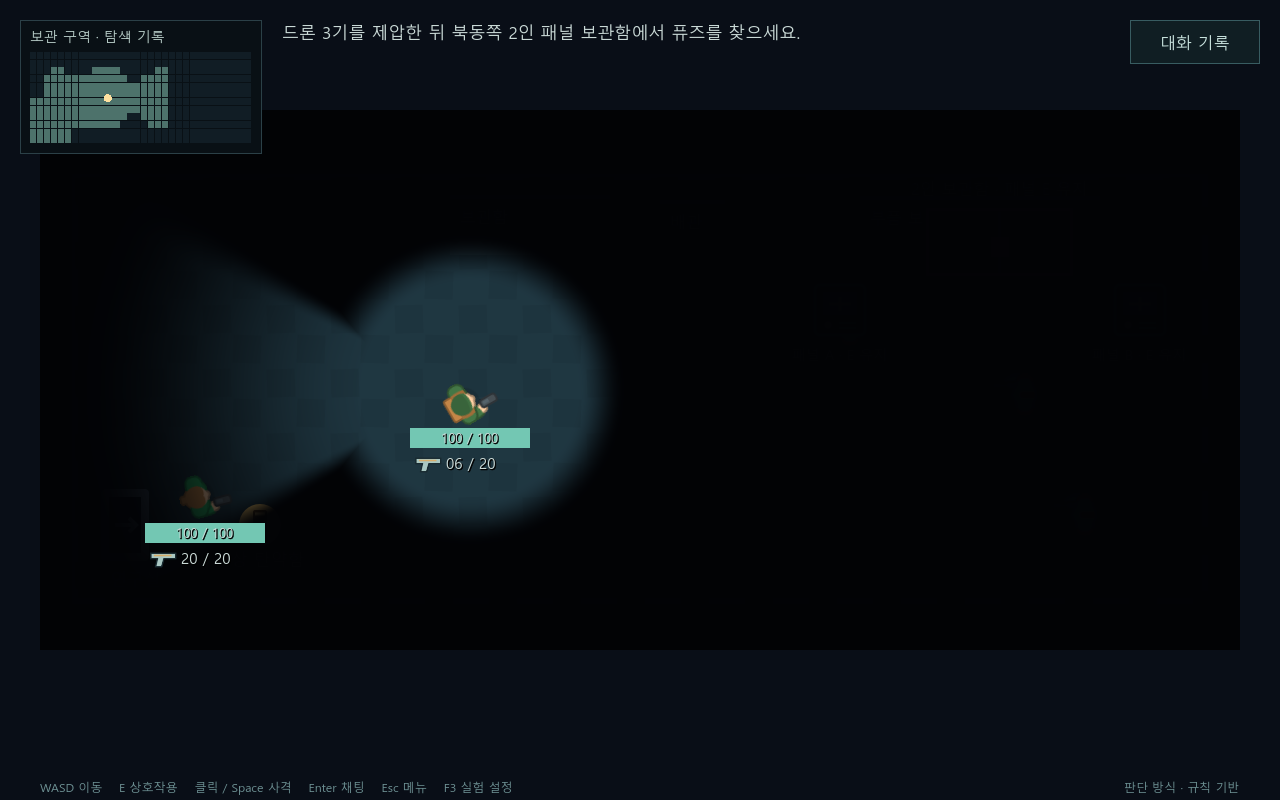 보관 구역 · 탐색 기록
드론 3기를 제압한 뒤 북동쪽 2인 패널 보관함에서 퓨즈를 찾으세요.
대화 기록
100 / 100
06 / 20
100 / 100
20 / 20
WASD 이동 E 상호작용 클릭 / Space 사격 Enter 채팅 Esc 메뉴 F3 실험 설정
판단 방식 · 규칙 기반